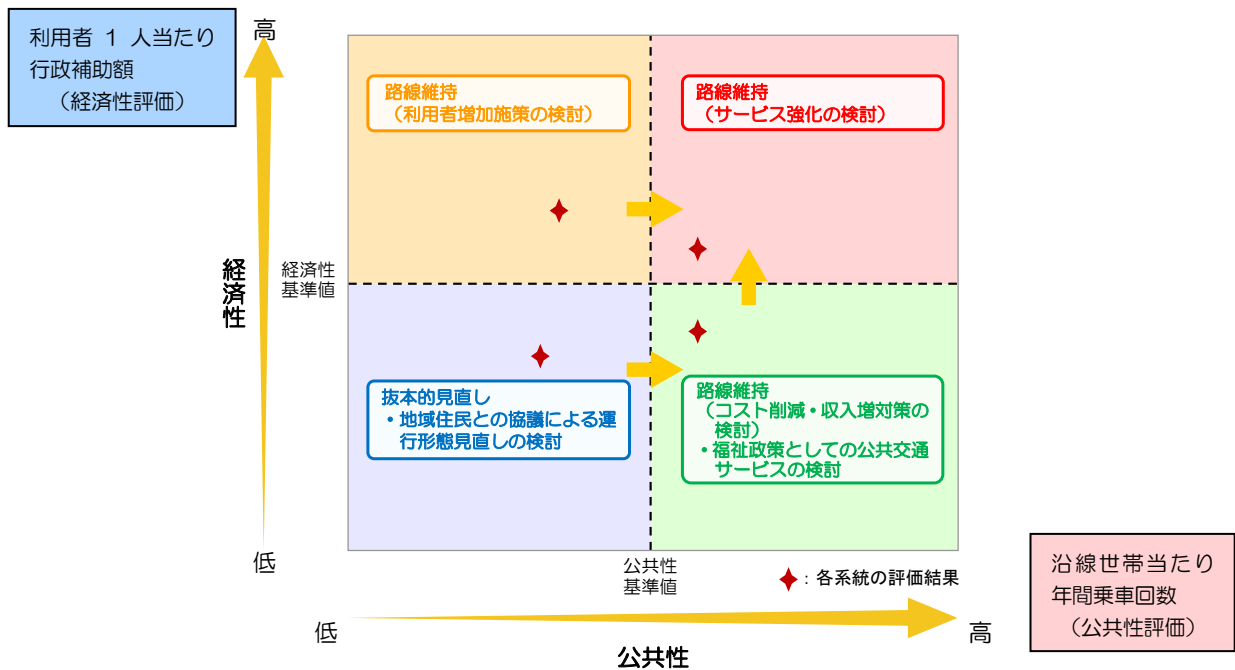 利用者 1 人当たり
行政補助額
（経済性評価）
高
経済性
低
経済性
基準値
路線維持
（利用者増加施策の検討）
路線維持
（サービス強化の検討）
抜本的見直し
・地域住民との協議による運
行形態見直しの検討
路線維持
（コスト削減・収入増対策の
検討）
・福祉政策としての公共交通
サービスの検討
公共性
基準値
：各系統の評価結果
低
高
公共性
沿線世帯当たり
年間乗車回数
（公共性評価）